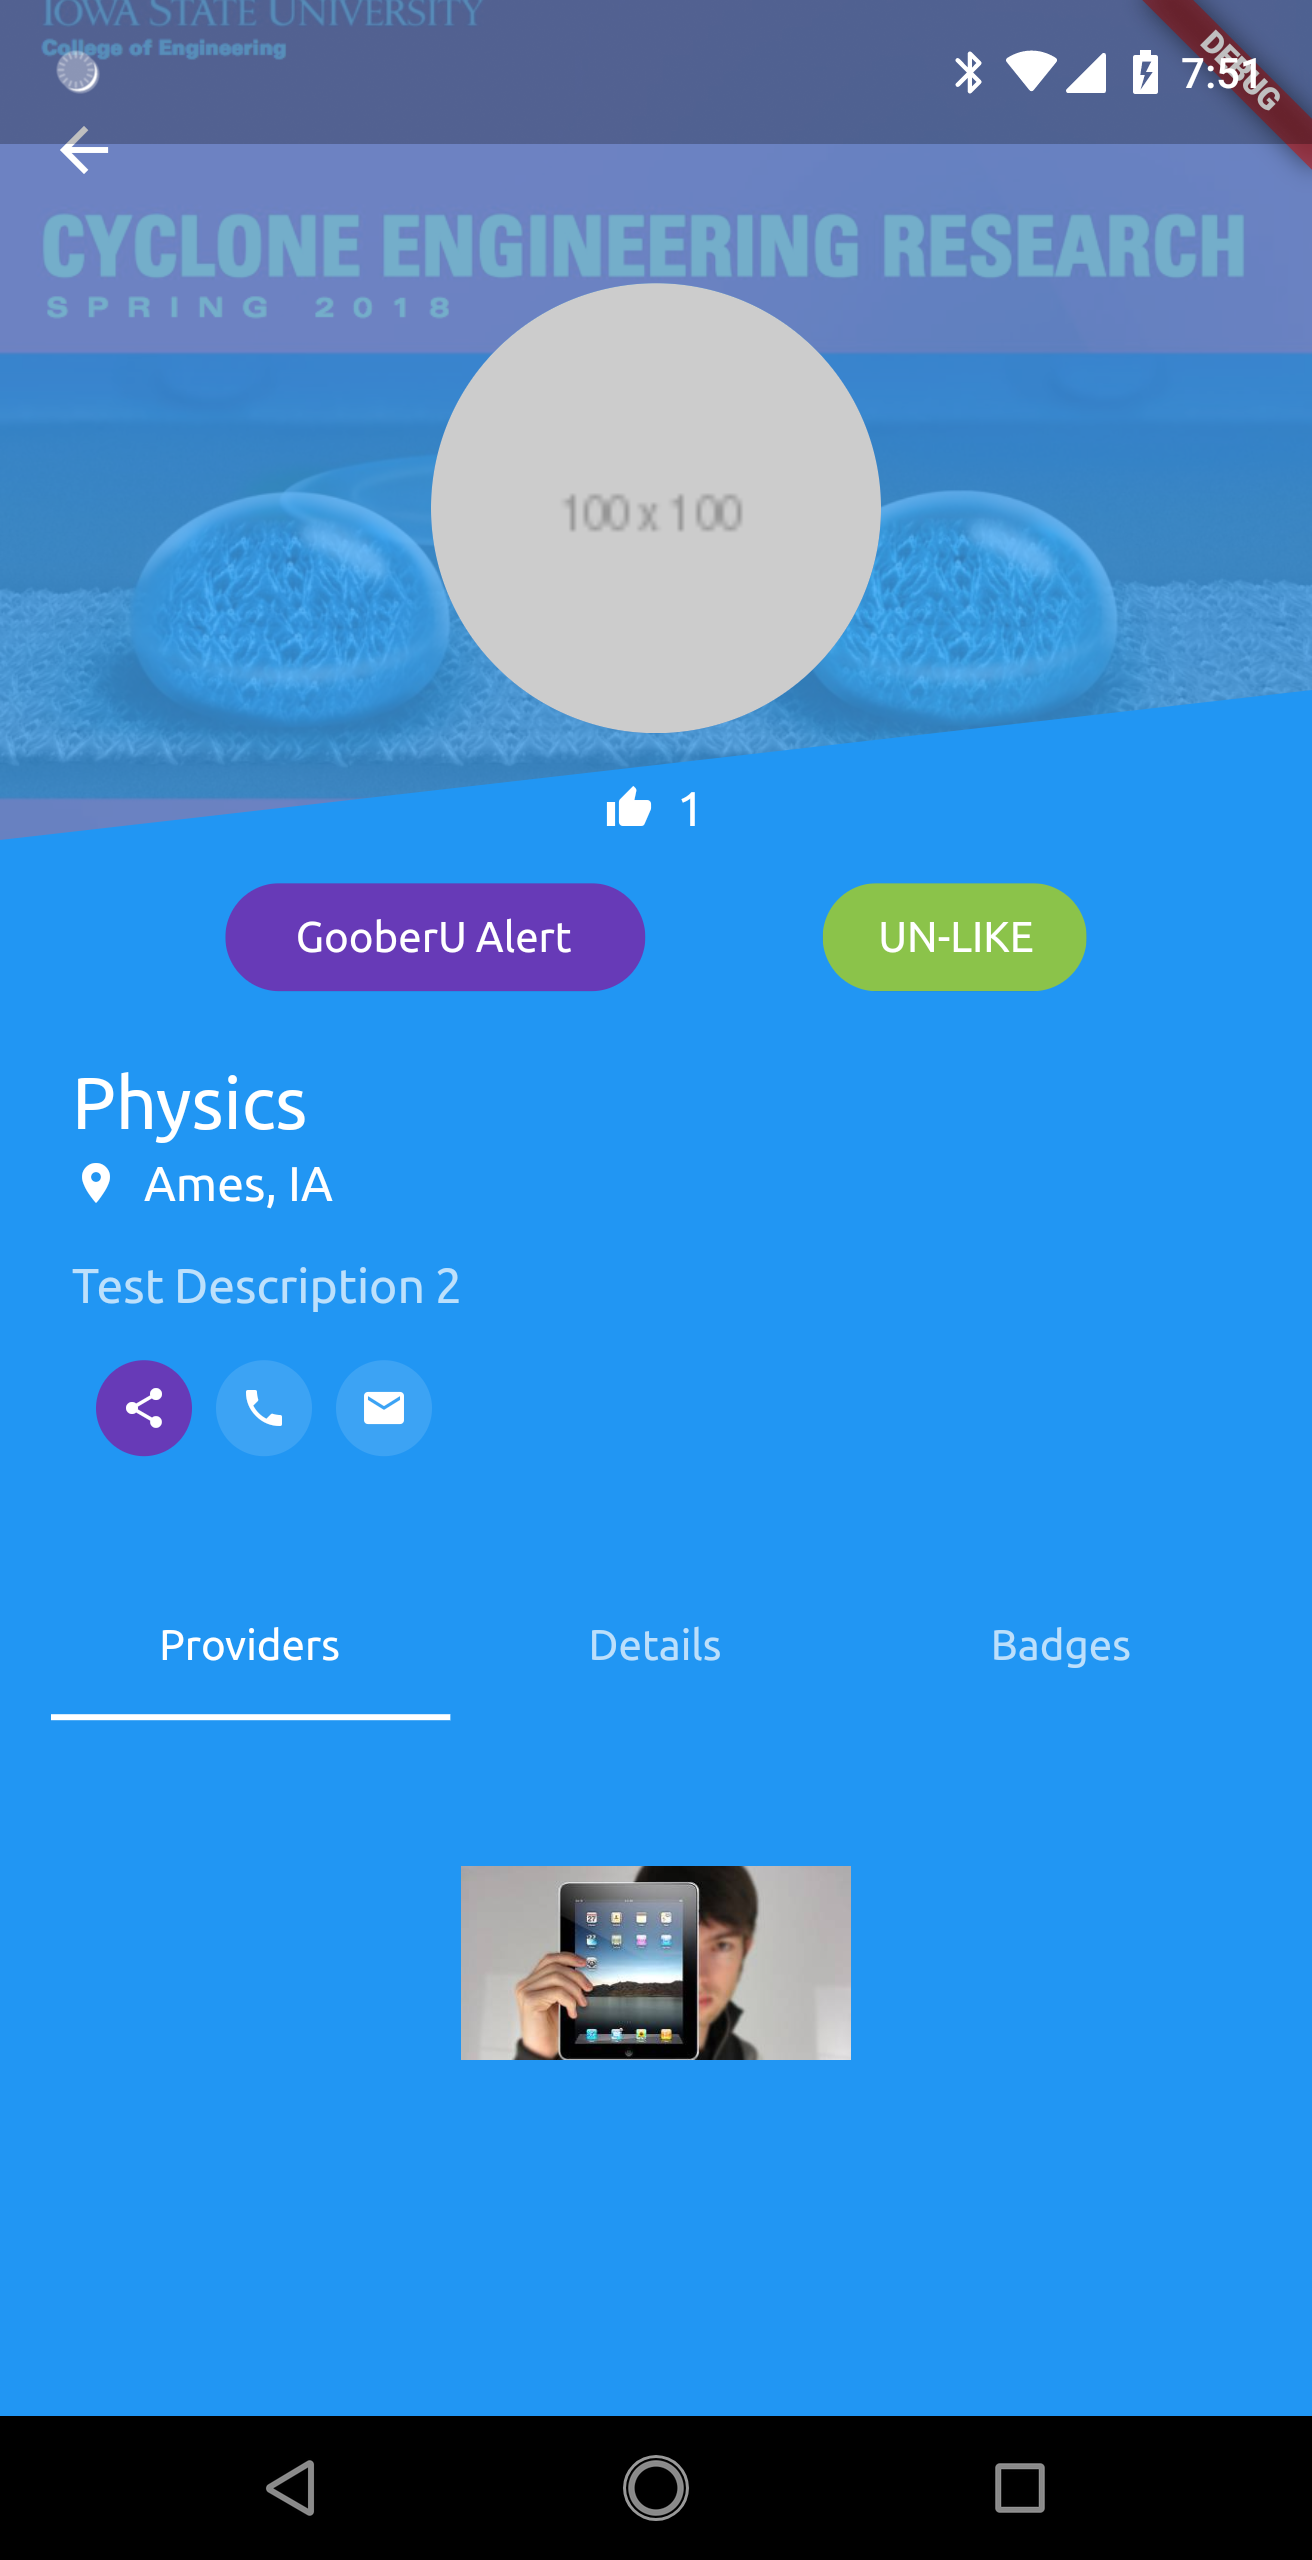 IOWA STATE UNIVERSITY
College of Engineering
7:51
DEBUG
CYCLONE ENGINEERING RESEARCH
SPRING 2018
100 x 100
1
GooberU Alert
UN-LIKE
Physics
Ames, IA
Test Description 2
Providers
Details
Badges